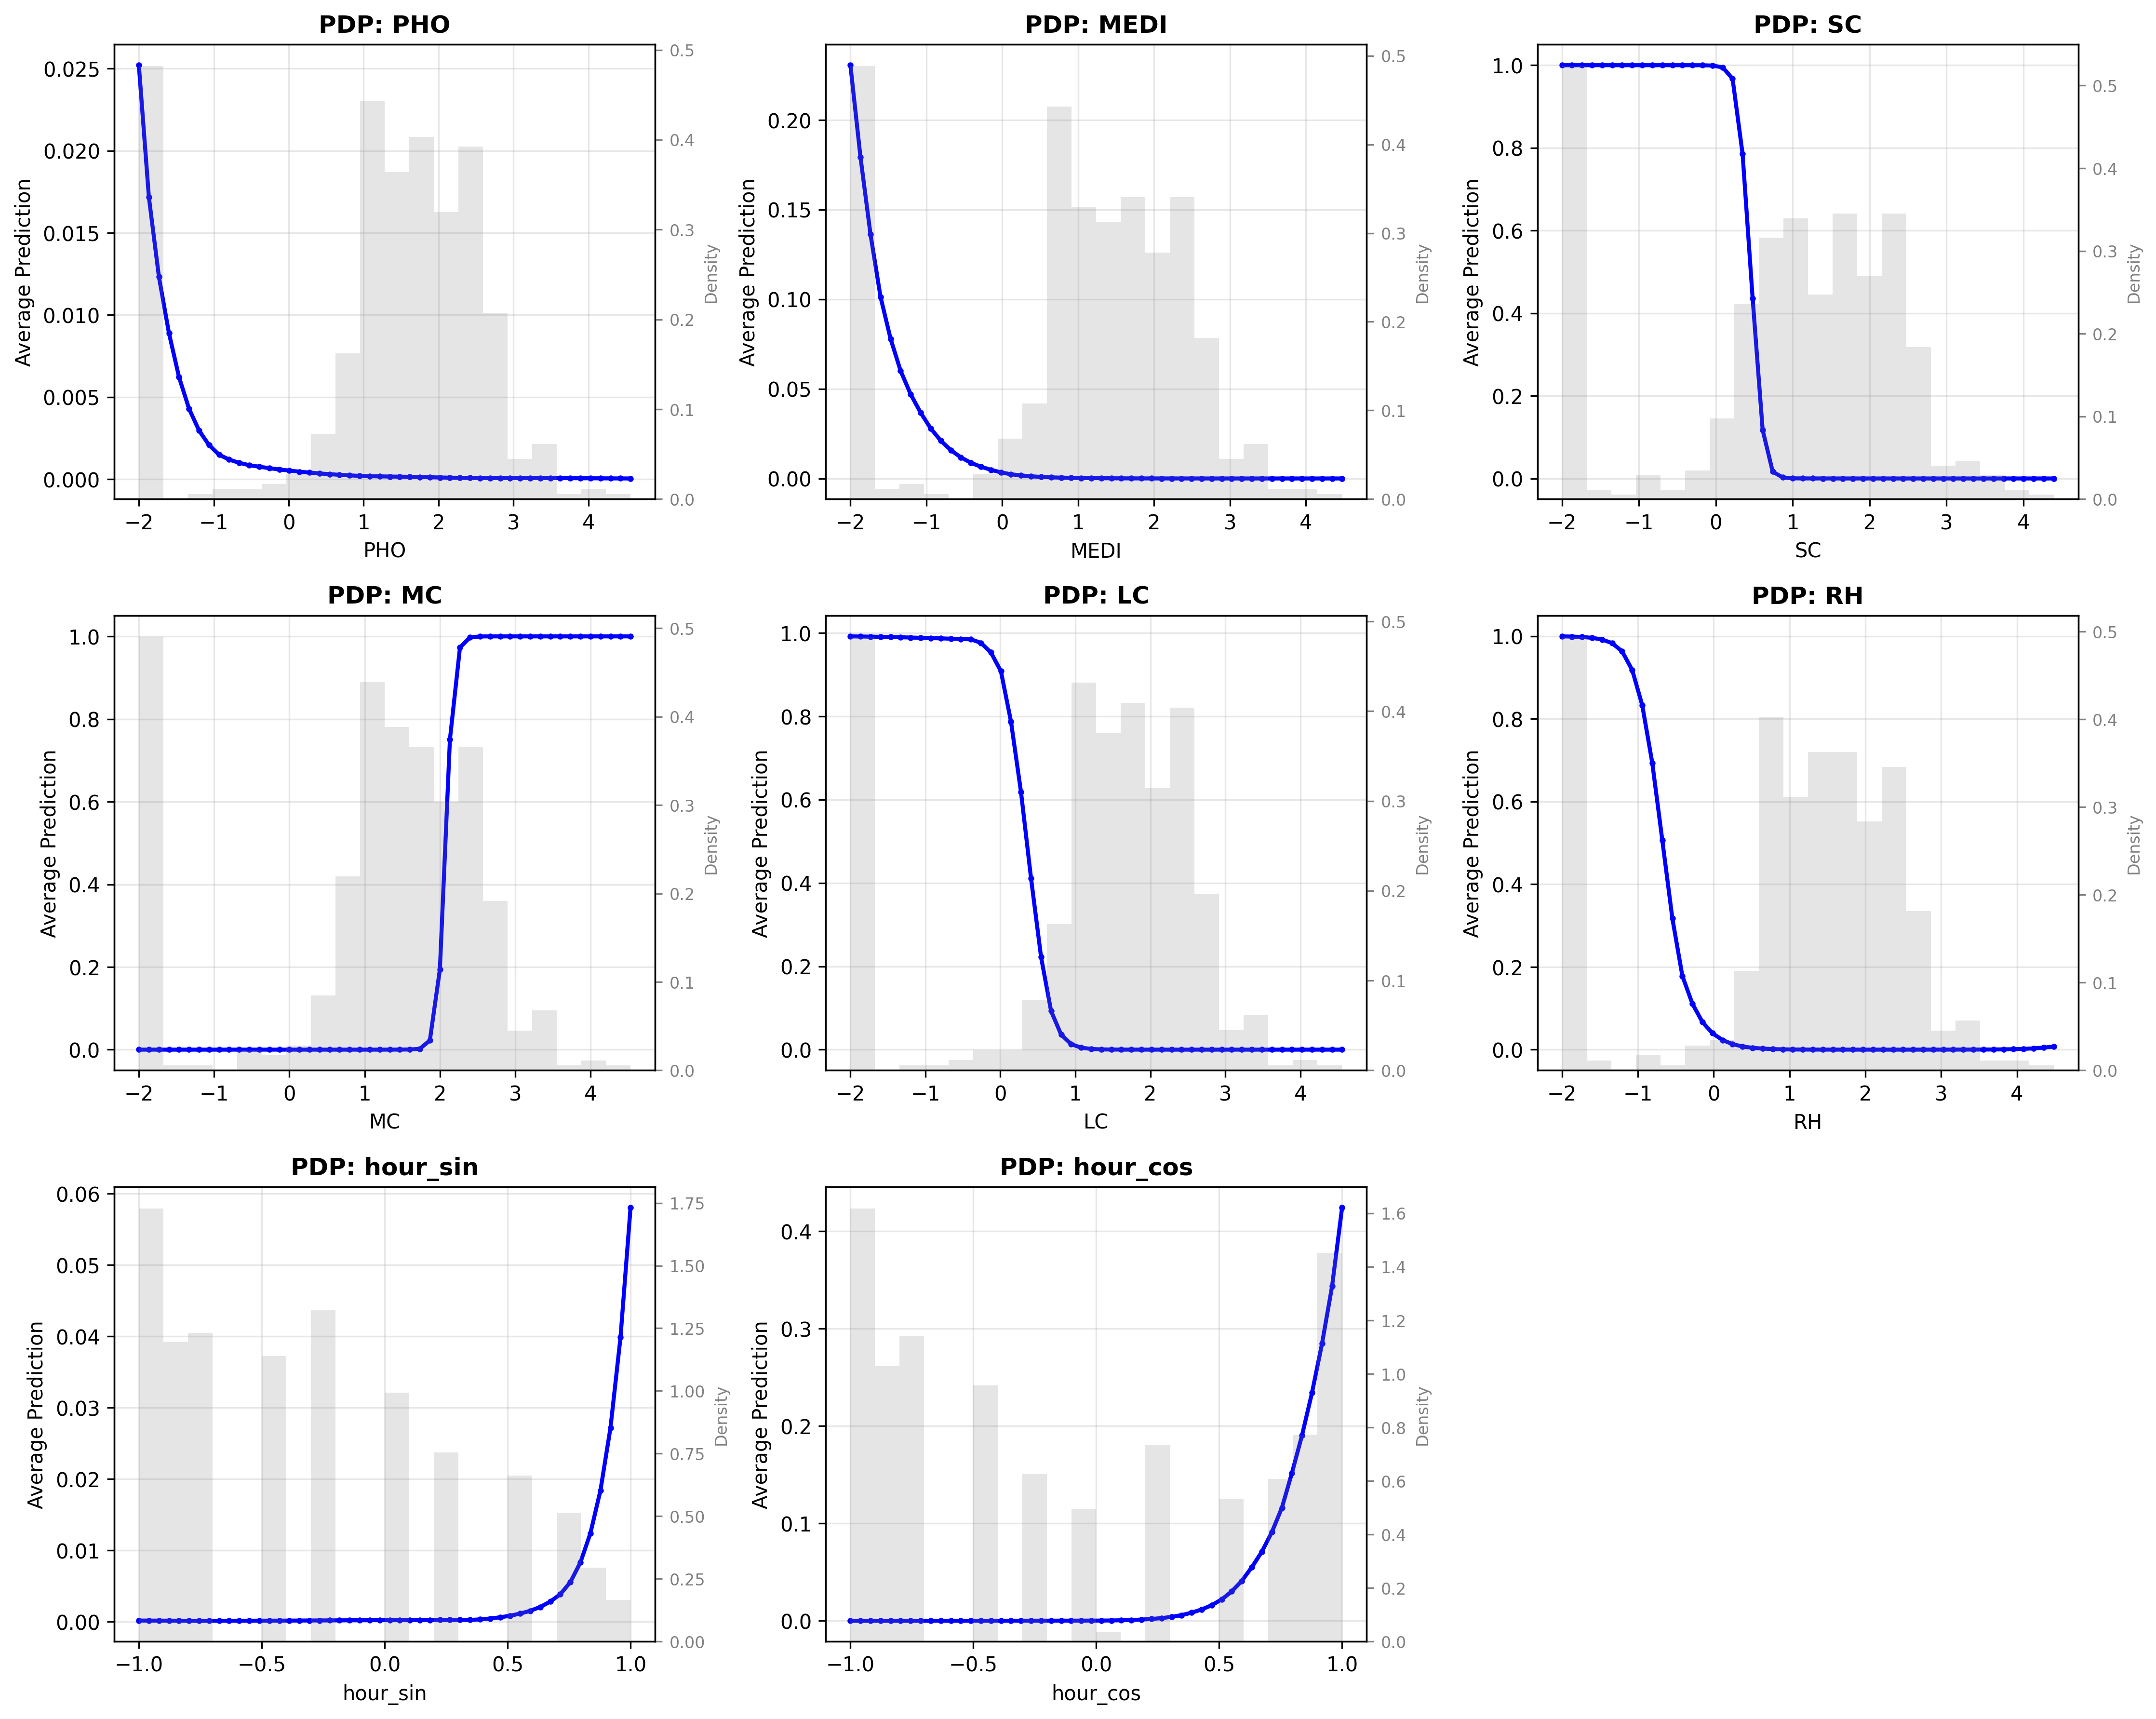 PDP: PHO
0.025
0.020
0.015
0.010
0.005
0.000
Average Prediction
0.5
0.4
0.3
0.2
0.1
0.0
Density
−2 −1 0 1 2 3 4
PHO
PDP: MEDI
0.20
0.15
0.10
0.05
0.00
Average Prediction
0.5
0.4
0.3
0.2
0.1
0.0
Density
−2 −1 0 1 2 3 4
MEDI
PDP: SC
1.0
0.8
0.6
0.4
0.2
0.0
Average Prediction
0.5
0.4
0.3
0.2
0.1
0.0
Density
−2 −1 0 1 2 3 4
SC
PDP: MC
1.0
0.8
0.6
0.4
0.2
0.0
Average Prediction
0.5
0.4
0.3
0.2
0.1
0.0
Density
−2 −1 0 1 2 3 4
MC
PDP: LC
1.0
0.8
0.6
0.4
0.2
0.0
Average Prediction
0.5
0.4
0.3
0.2
0.1
0.0
Density
−2 −1 0 1 2 3 4
LC
PDP: RH
1.0
0.8
0.6
0.4
0.2
0.0
Average Prediction
0.5
0.4
0.3
0.2
0.1
0.0
Density
−2 −1 0 1 2 3 4
RH
PDP: hour_sin
0.06
0.05
0.04
0.03
0.02
0.01
0.00
Average Prediction
1.75
1.50
1.25
1.00
0.75
0.50
0.25
0.00
Density
−1.0 −0.5 0.0 0.5 1.0
hour_sin
PDP: hour_cos
0.4
0.3
0.2
0.1
0.0
Average Prediction
1.6
1.4
1.2
1.0
0.8
0.6
0.4
0.2
0.0
Density
−1.0 −0.5 0.0 0.5 1.0
hour_cos